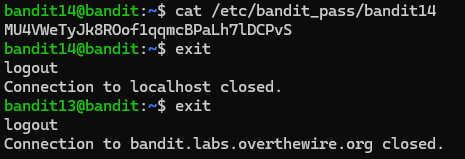 bandit14@bandit:~$ cat /etc/bandit_pass/bandit14
MU4VWeTyJk8ROof1qqmcBPaLh7lDCPvS
bandit14@bandit:~$ exit
logout
Connection to localhost closed.
bandit13@bandit:~$ exit
logout
Connection to bandit.labs.overthewire.org closed.